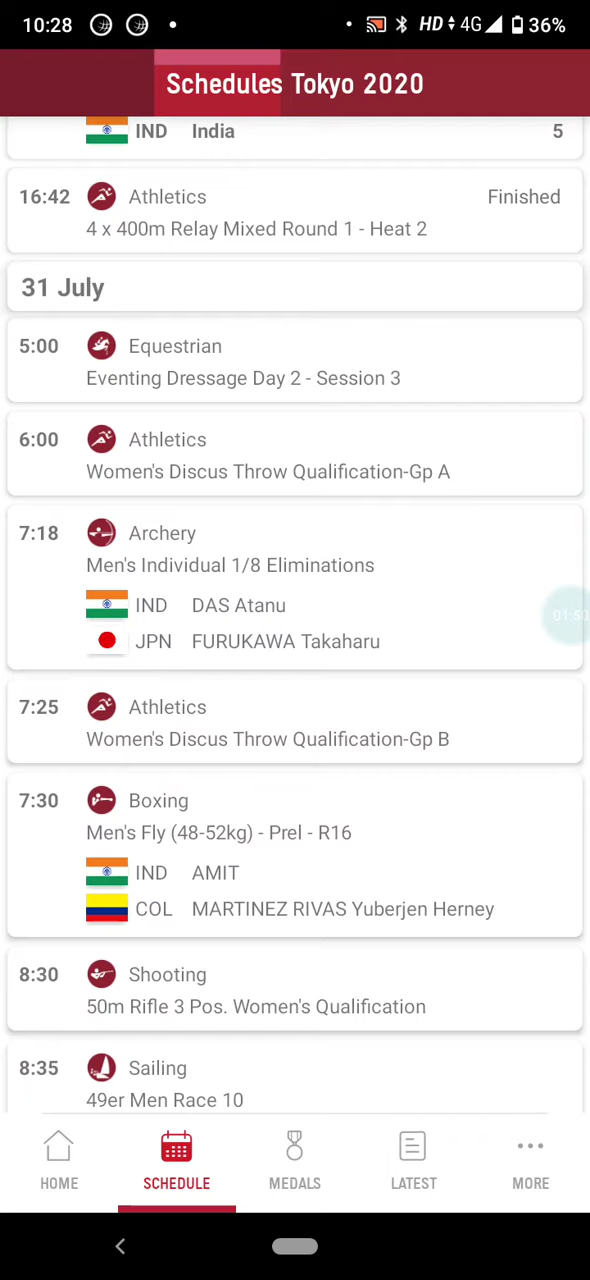 10:28
HD 4G 36%
Schedules Tokyo 2020
IND India 5
16:42 Athletics Finished
4 x 400m Relay Mixed Round 1 - Heat 2
31 July
5:00 Equestrian
Eventing Dressage Day 2 - Session 3
6:00 Athletics
Women's Discus Throw Qualification-Gp A
7:18 Archery
Men's Individual 1/8 Eliminations
IND DAS Atanu
01:50
JPN FURUKAWA Takaharu
7:25 Athletics
Women's Discus Throw Qualification-Gp B
7:30 Boxing
Men's Fly (48-52kg) - Prel - R16
IND AMIT
COL MARTINEZ RIVAS Yuberjen Herney
8:30 Shooting
50m Rifle 3 Pos. Women's Qualification
8:35 Sailing
49er Men Race 10
HOME SCHEDULE MEDALS LATEST MORE